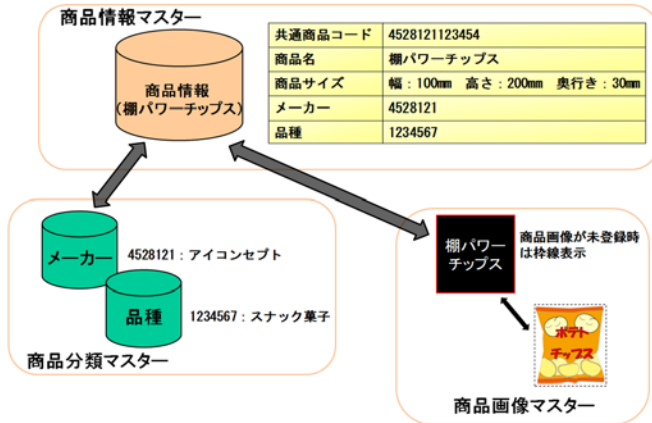 商品情報マスター
商品情報
(棚パワーチップス)
共通商品コード 4528121123454
商品名 棚パワーチップス
商品サイズ 幅：100mm 高さ：200mm 奥行き：30mm
メーカー 4528121
品種 1234567
メーカー 4528121：アイコンセプト
品種 1234567：スナック菓子
商品分類マスター
棚パワー
チップス
商品画像が未登録時
は枠線表示
ポテト
チップス
商品画像マスター